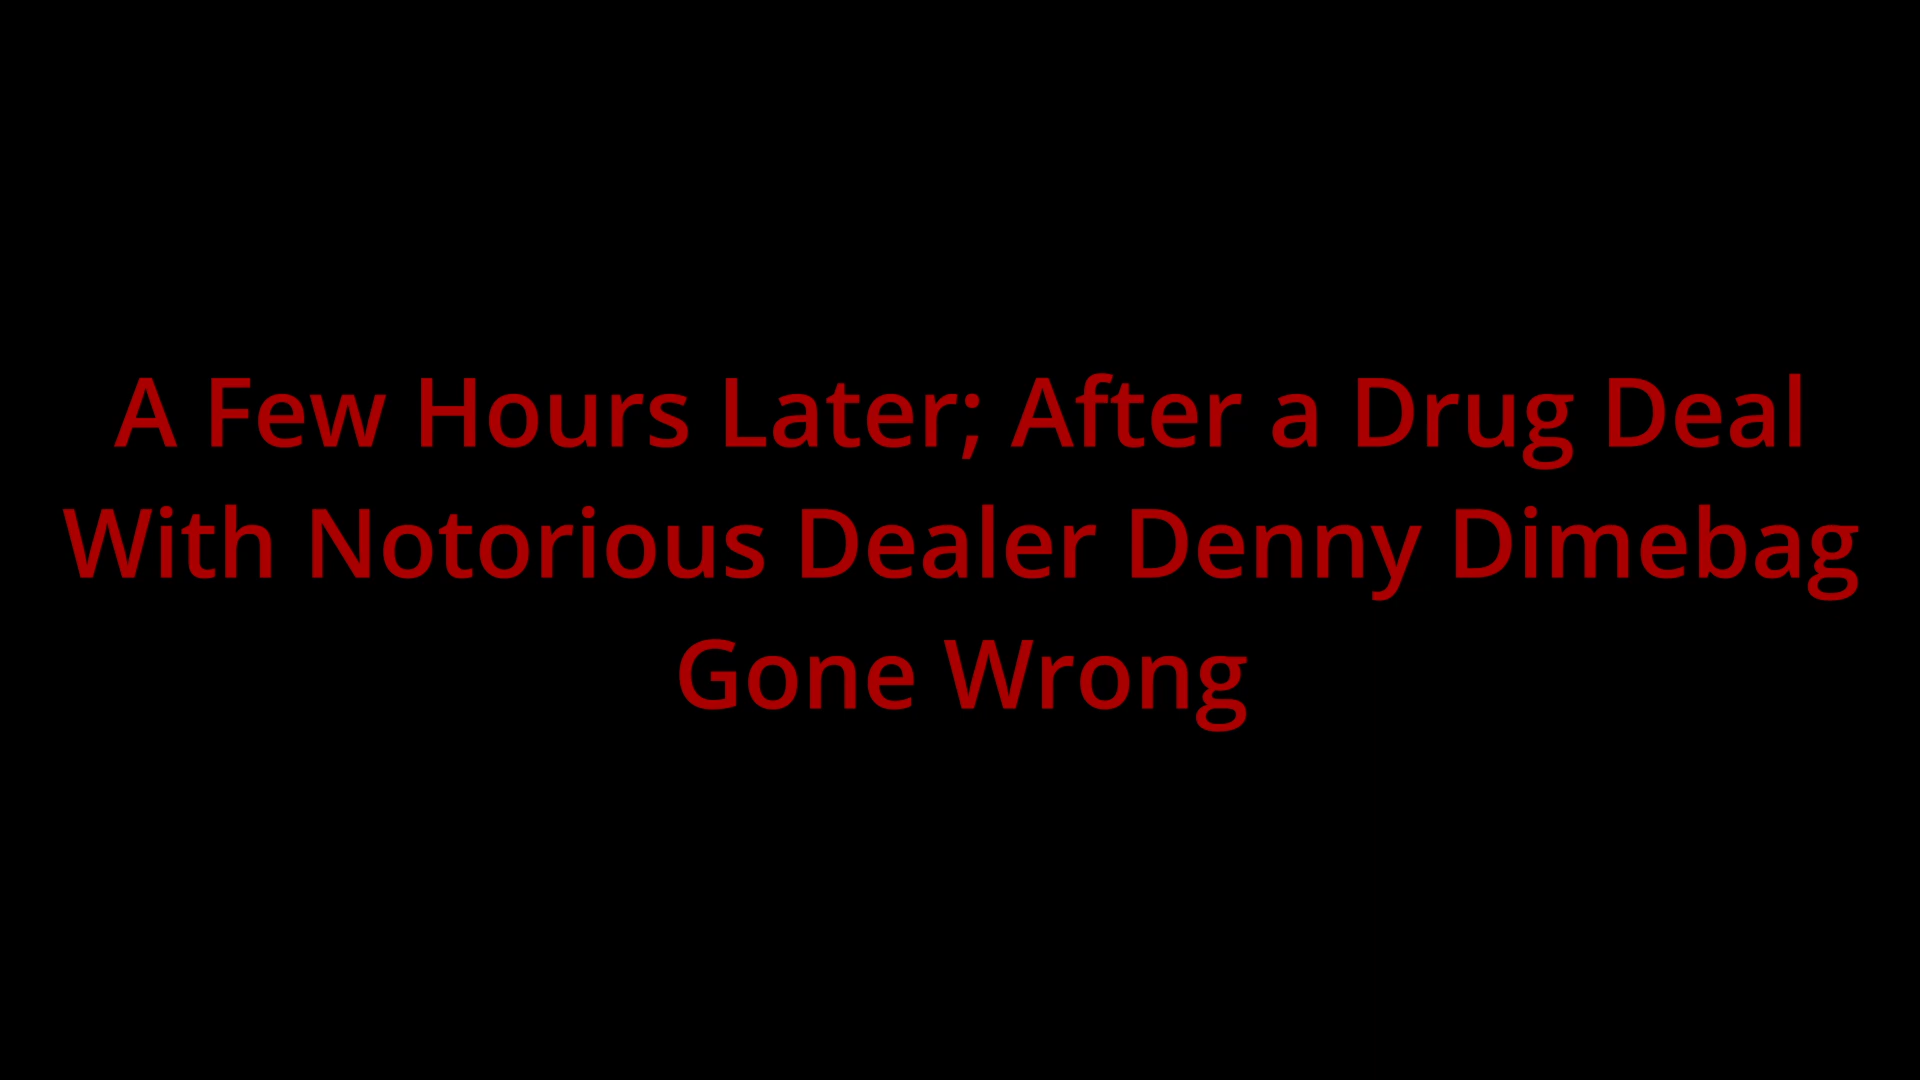 A Few Hours Later; After a Drug Deal
With Notorious Dealer Denny Dimebag
Gone Wrong